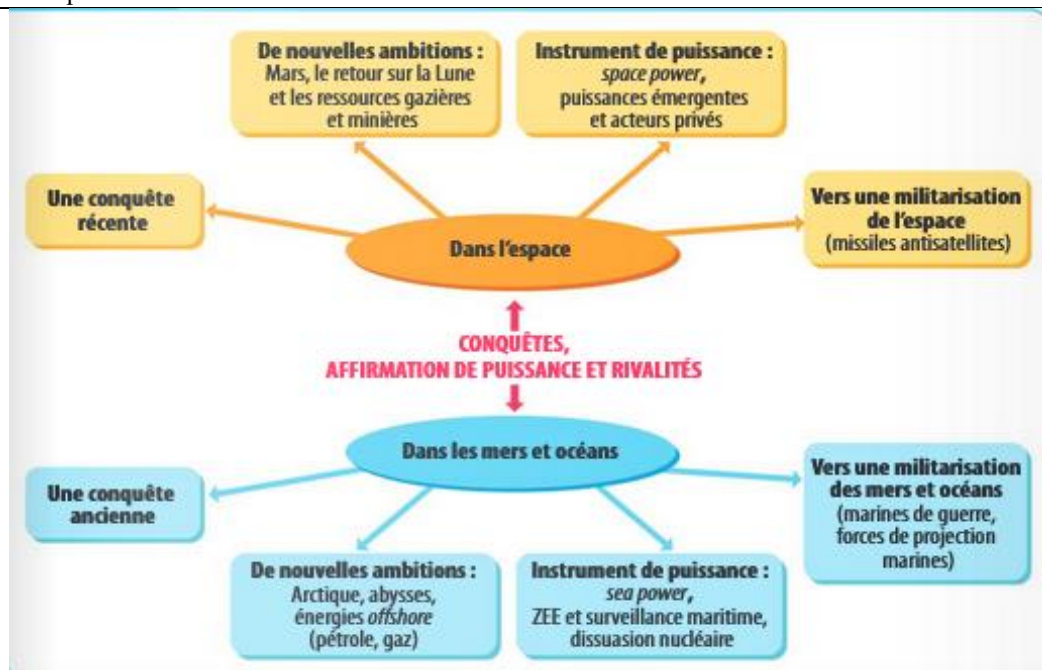 De nouvelles ambitions :
Mars, le retour sur la Lune
et les ressources gazières
et minières
Instrument de puissance :
space power,
puissances émergentes
et acteurs privés
Une conquête
récente
Vers une militarisation
de l'espace
(missiles antisatellites)
Dans l'espace
CONQUÊTES,
AFFIRMATION DE PUISSANCE ET RIVALITÉS
Dans les mers et océans
Une conquête
ancienne
Vers une militarisation
des mers et océans
(marines de guerre,
forces de projection
marines)
De nouvelles ambitions :
Arctique, abysses,
énergies offshore
(pétrole, gaz)
Instrument de puissance :
sea power,
ZEE et surveillance maritime,
dissuasion nucléaire